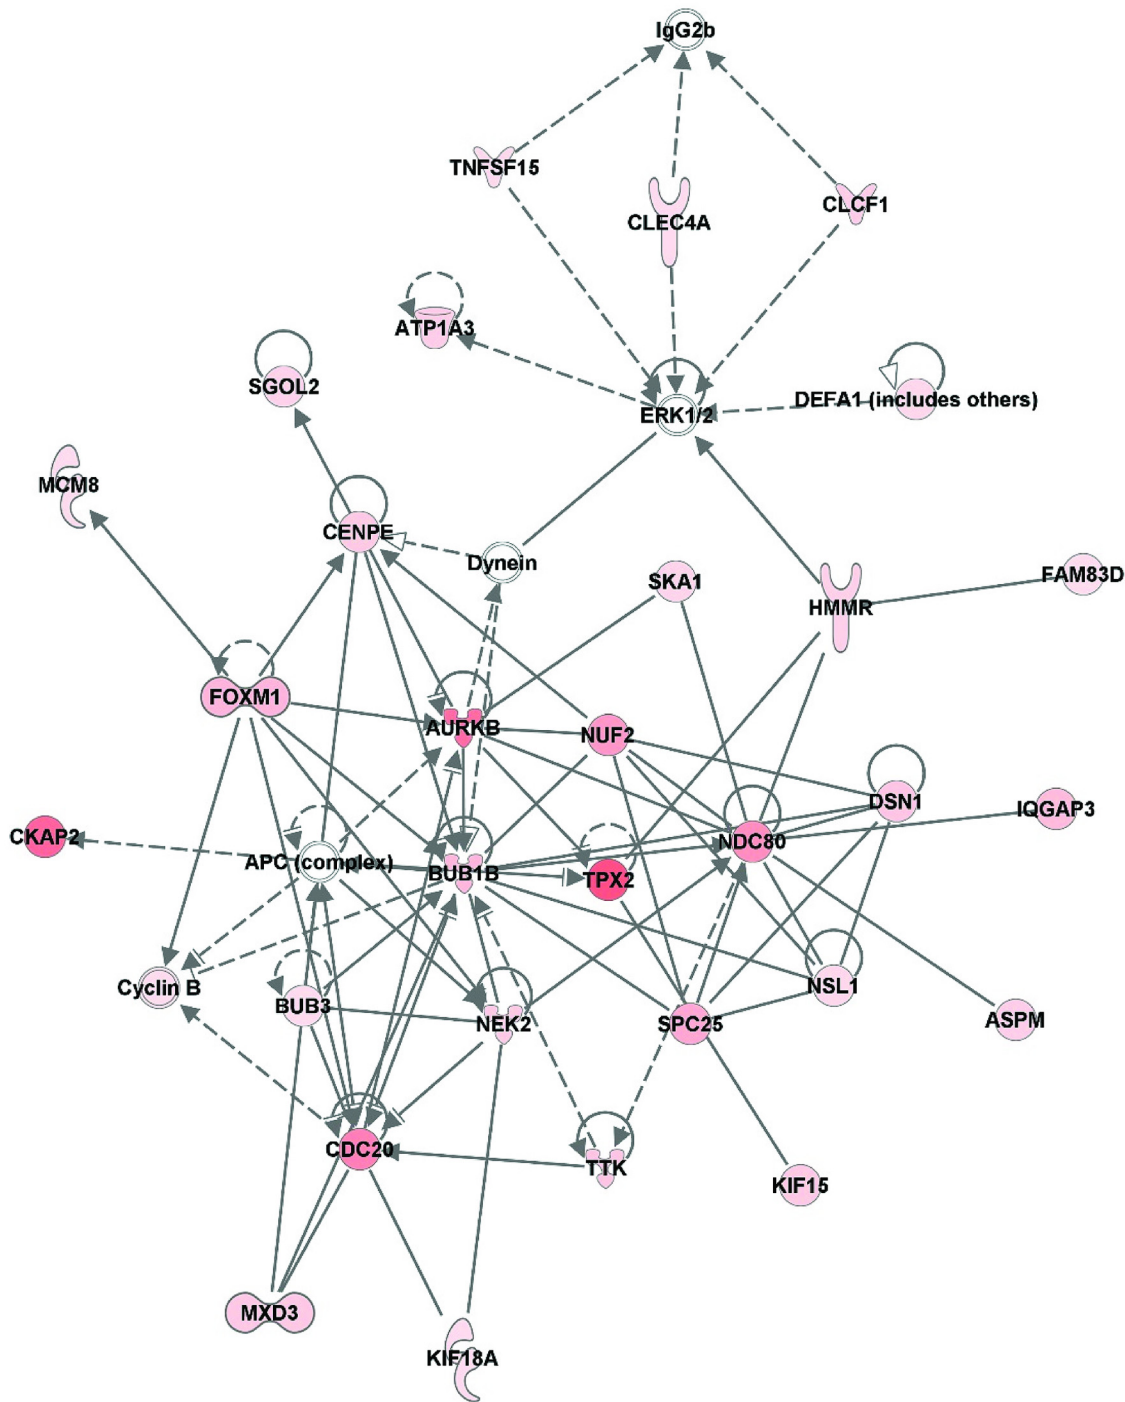 IgG2b
TNFSF15
CLEC4A
CLCF1
ATP1A3
SGOL2
ERK1/2
DEFA1 (includes others)
MCM8
CENPE
Dynein
SKA1
HMMR
FAM83D
FOXM1
AURKB
NUF2
DSN1
IQGAP3
CKAP2
APC (complex)
BUB1B
TPX2
NDC80
Cyclin B
BUB3
NEK2
SPC25
NSL1
ASPM
CDC20
TTK
KIF15
MXD3
KIF18A